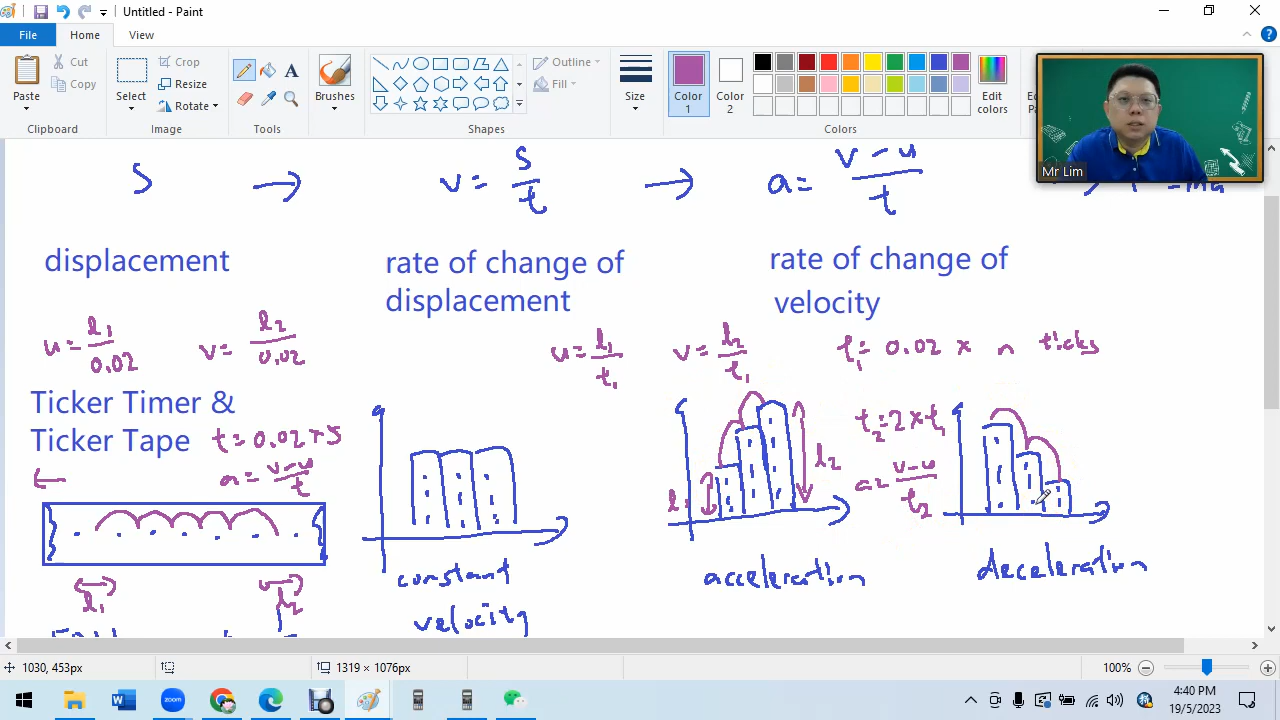 Untitled - Paint
File
Home
View
Paste
Cut
Copy
Clipboard
Select
Crop
Resize
Rotate
Image
Tools
Brushes
Shapes
Outline
Fill
Size
Color 1
Color 2
Edit colors
Colors
Mr Lim
S → v = s/t → a = v-u/t
displacement
rate of change of
displacement
rate of change of
velocity
u = l1/0.02 v = l2/0.02
u = l1/t1 v = l2/t1 t1 = 0.02 x n ticks
Ticker Timer &
Ticker Tape
t = 0.02 x 5
a = v-u/t
l1
l2
constant
velocity
l1
l2
acceleration
t2 = 2 x t1
a = v-u/t2
deceleration
1030, 453px
1319 × 1076px
100%
4:40 PM
19/5/2023